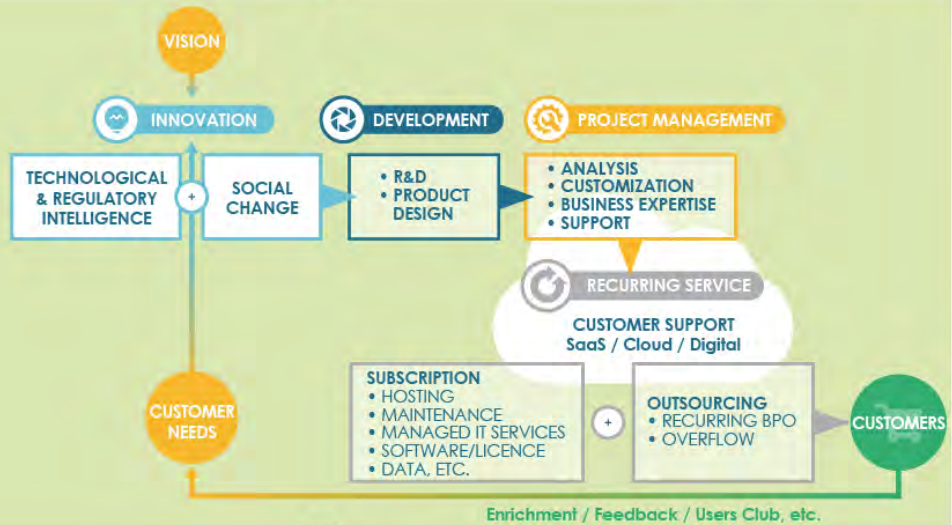 VISION
INNOVATION
DEVELOPMENT
PROJECT MANAGEMENT
TECHNOLOGICAL
& REGULATORY
INTELLIGENCE
+
SOCIAL
CHANGE
• R&D
• PRODUCT
DESIGN
• ANALYSIS
• CUSTOMIZATION
• BUSINESS EXPERTISE
• SUPPORT
RECURRING SERVICE
CUSTOMER SUPPORT
SaaS / Cloud / Digital
CUSTOMER
NEEDS
SUBSCRIPTION
• HOSTING
• MAINTENANCE
• MANAGED IT SERVICES
• SOFTWARE/LICENCE
• DATA, ETC.
+
OUTSOURCING
• RECURRING BPO
• OVERFLOW
CUSTOMERS
Enrichment / Feedback / Users Club, etc.